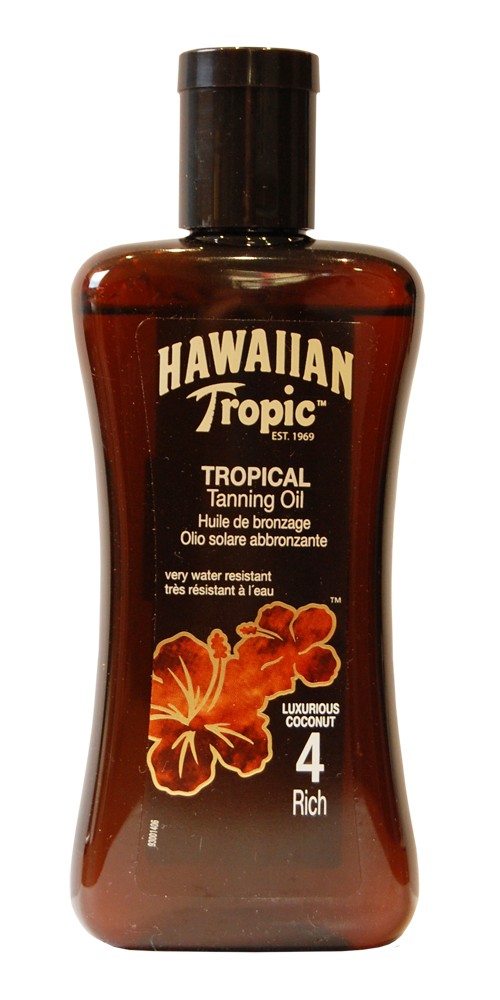 HAWAIIAN
Tropic™
EST. 1969
TROPICAL
Tanning Oil
Huile de bronzage
Olio solare abbronzante
very water resistant
très résistant à l'eau
™
LUXURIOUS
COCONUT
4
Rich
93001406